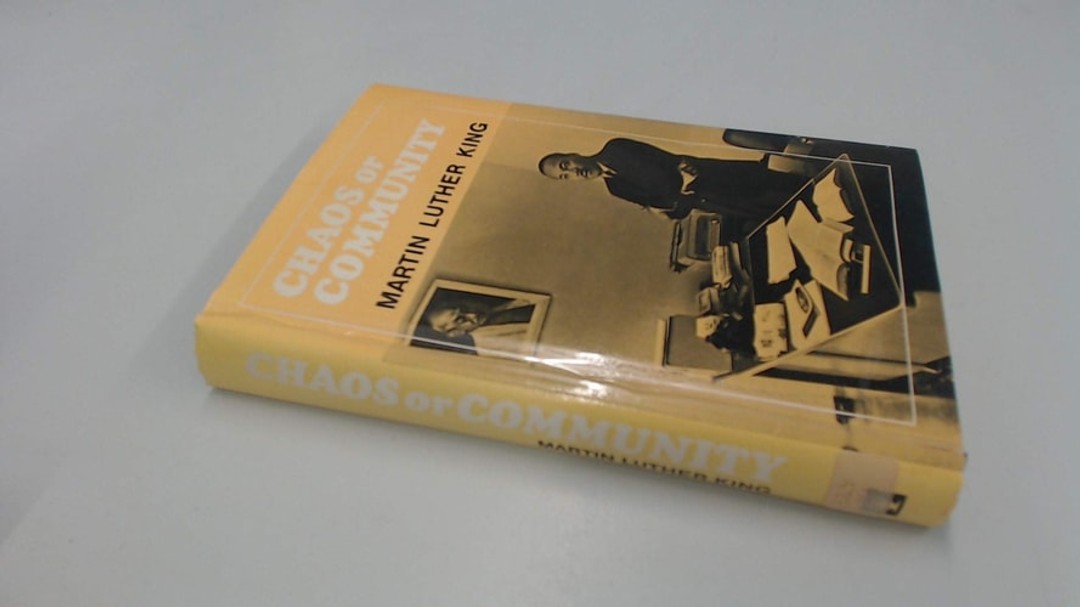 CHAOS or
COMMUNITY
MARTIN LUTHER KING
CHAOS or COMMUNITY
MARTIN LUTHER KING